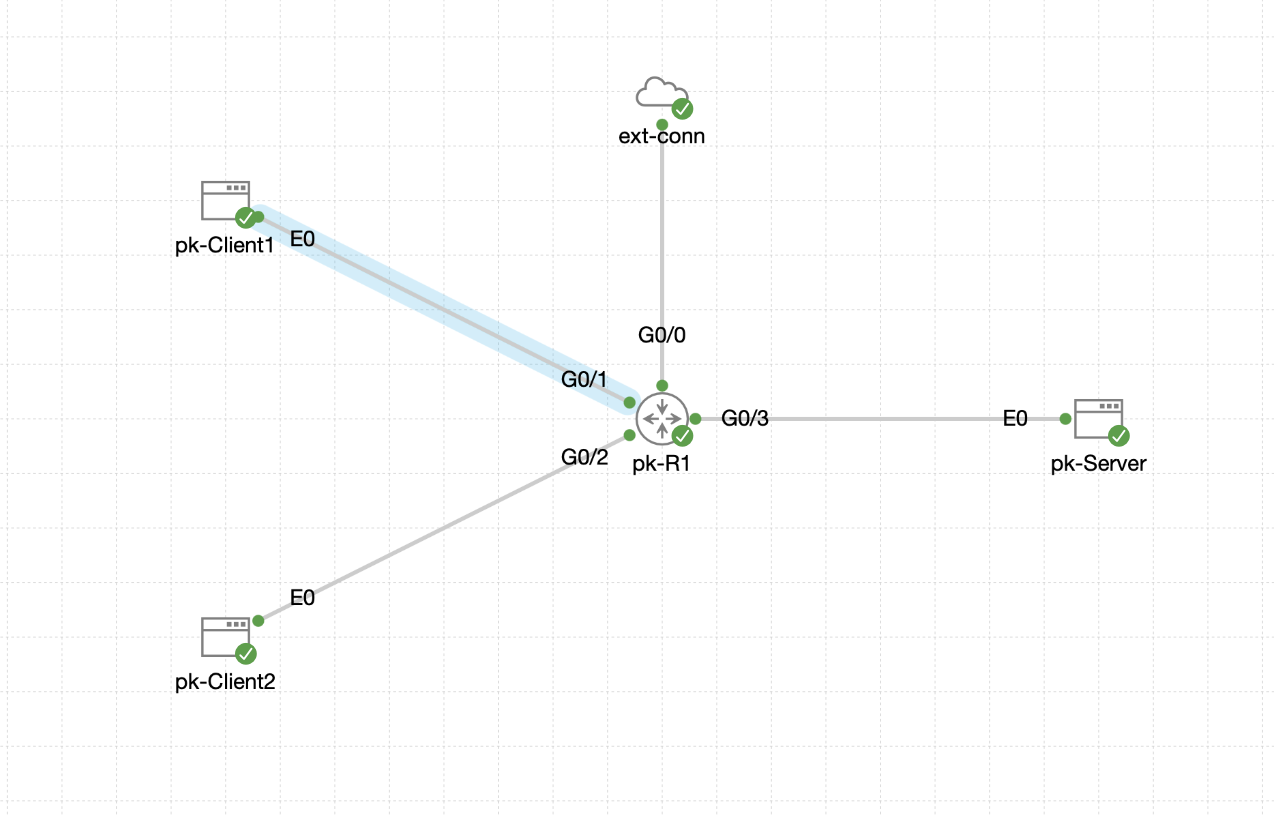 ext-conn
pk-Client1
E0
G0/0
G0/1
G0/3
E0
G0/2
pk-R1
pk-Server
E0
pk-Client2